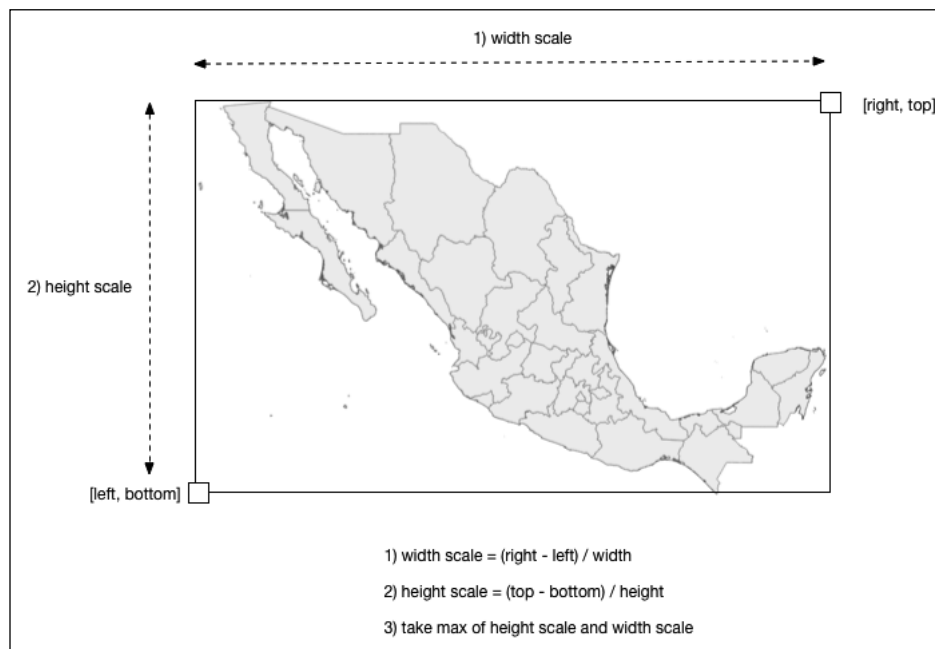 1) width scale
[right, top]
2) height scale
[left, bottom]
1) width scale = (right - left) / width
2) height scale = (top - bottom) / height
3) take max of height scale and width scale